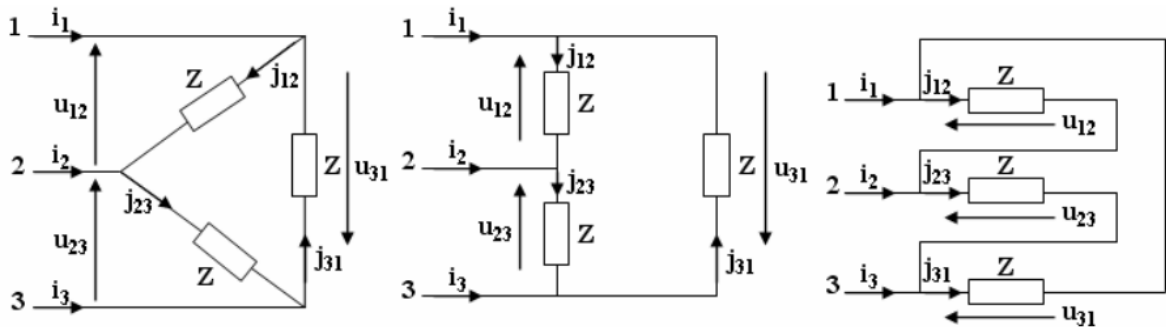 1 i₁
j₁₂
Z
u₁₂
2 i₂
Z u₃₁
j₂₃
u₂₃
Z
j₃₁
3 i₃
1 i₁
j₁₂
u₁₂ Z
2 i₂
Z u₃₁
j₂₃
u₂₃ Z
j₃₁
3 i₃
1 i₁ j₁₂ Z
u₁₂
2 i₂ j₂₃ Z
u₂₃
3 i₃ j₃₁ Z
u₃₁